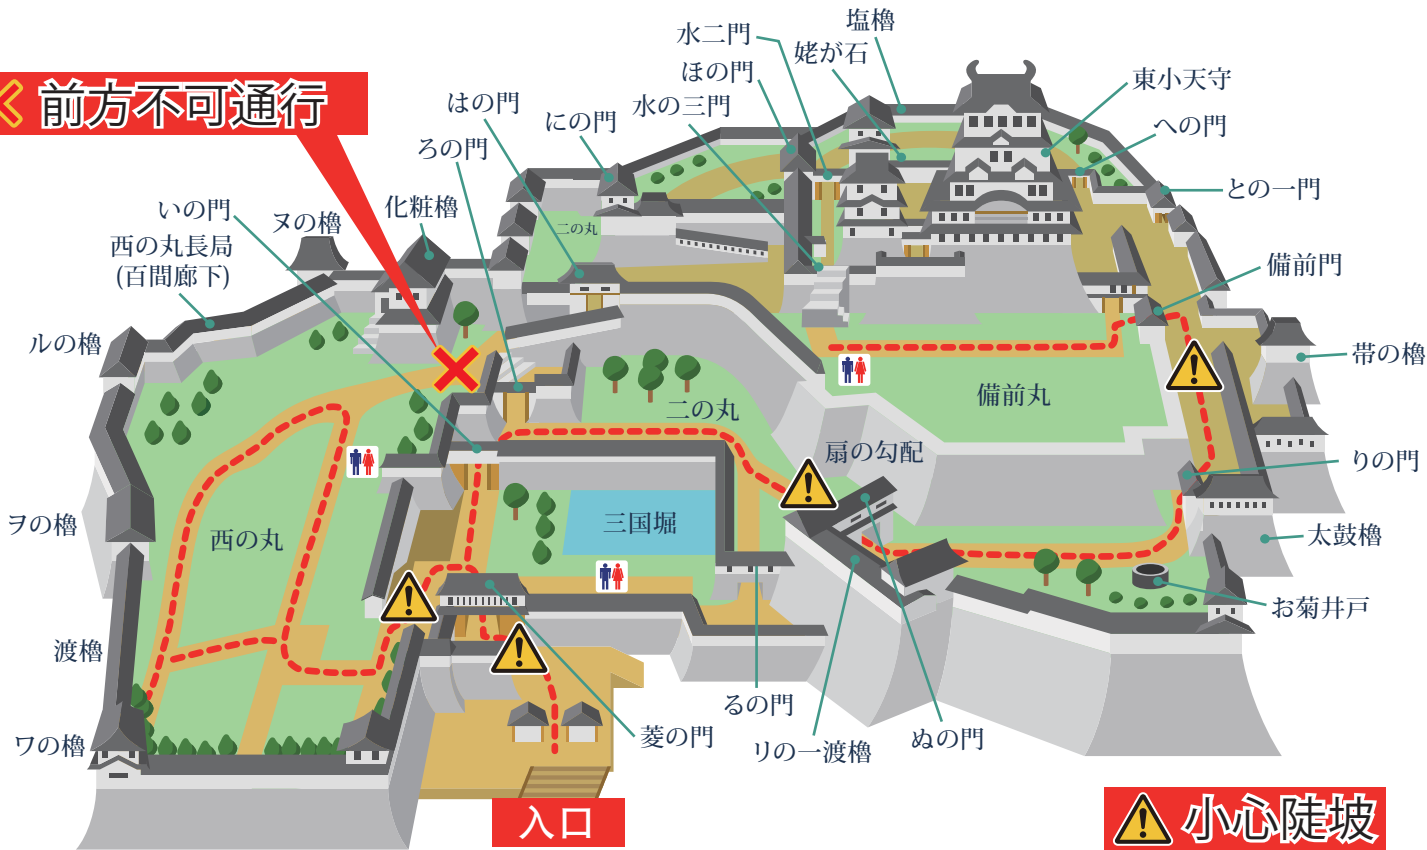 塩櫓
水二門
姥が石
ほの門
東小天守
前方不可通行
はの門
水の三門
にの門
への門
ろの門
との一門
いの門
ヌの櫓
化粧櫓
二の丸
西の丸長局
(百間廊下)
備前門
ルの櫓
帯の櫓
備前丸
二の丸
扇の勾配
りの門
ヲの櫓
三国堀
太鼓櫓
西の丸
お菊井戸
渡櫓
るの門
菱の門
ワの櫓
リの一渡櫓
ぬの門
入口
小心陡坡